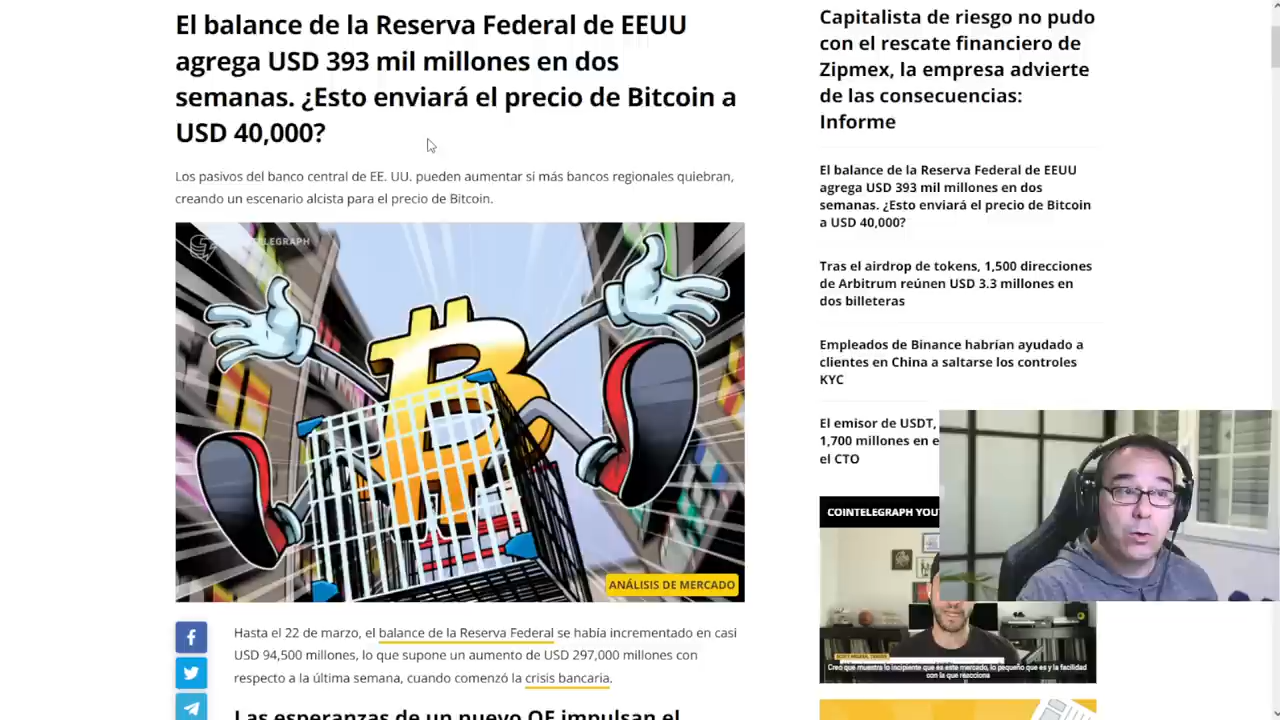 El balance de la Reserva Federal de EEUU
agrega USD 393 mil millones en dos
semanas. ¿Esto enviará el precio de Bitcoin a
USD 40,000?
Los pasivos del banco central de EE. UU. pueden aumentar si más bancos regionales quiebran,
creando un escenario alcista para el precio de Bitcoin.
ANÁLISIS DE MERCADO
Hasta el 22 de marzo, el balance de la Reserva Federal se había incrementado en casi
USD 94,500 millones, lo que supone un aumento de USD 297,000 millones con
respecto a la última semana, cuando comenzó la crisis bancaria.
Las esperanzas de un nuevo QE impulsan el
Capitalista de riesgo no pudo
con el rescate financiero de
Zipmex, la empresa advierte
de las consecuencias:
Informe
El balance de la Reserva Federal de EEUU
agrega USD 393 mil millones en dos
semanas. ¿Esto enviará el precio de Bitcoin
a USD 40,000?
Tras el airdrop de tokens, 1,500 direcciones
de Arbitrum reúnen USD 3.3 millones en
dos billeteras
Empleados de Binance habrían ayudado a
clientes en China a saltarse los controles
KYC
El emisor de USDT,
1,700 millones en e
el CTO
COINTELEGRAPH YOU
Creo que muestra lo incipiente que es este mercado, lo pequeño que es y la facilidad
con la que reacciona